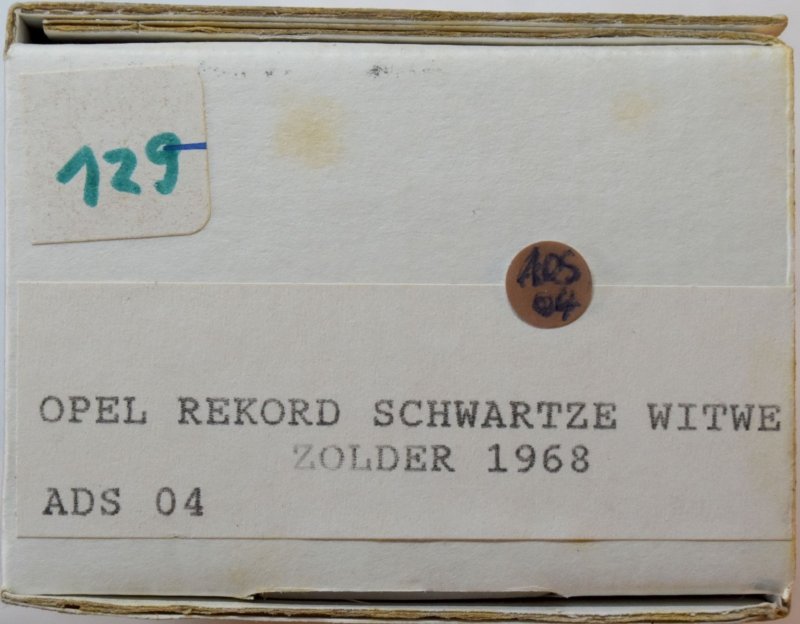 129
ADS
04
OPEL REKORD SCHWARTZE WITWE
ZOLDER 1968
ADS 04